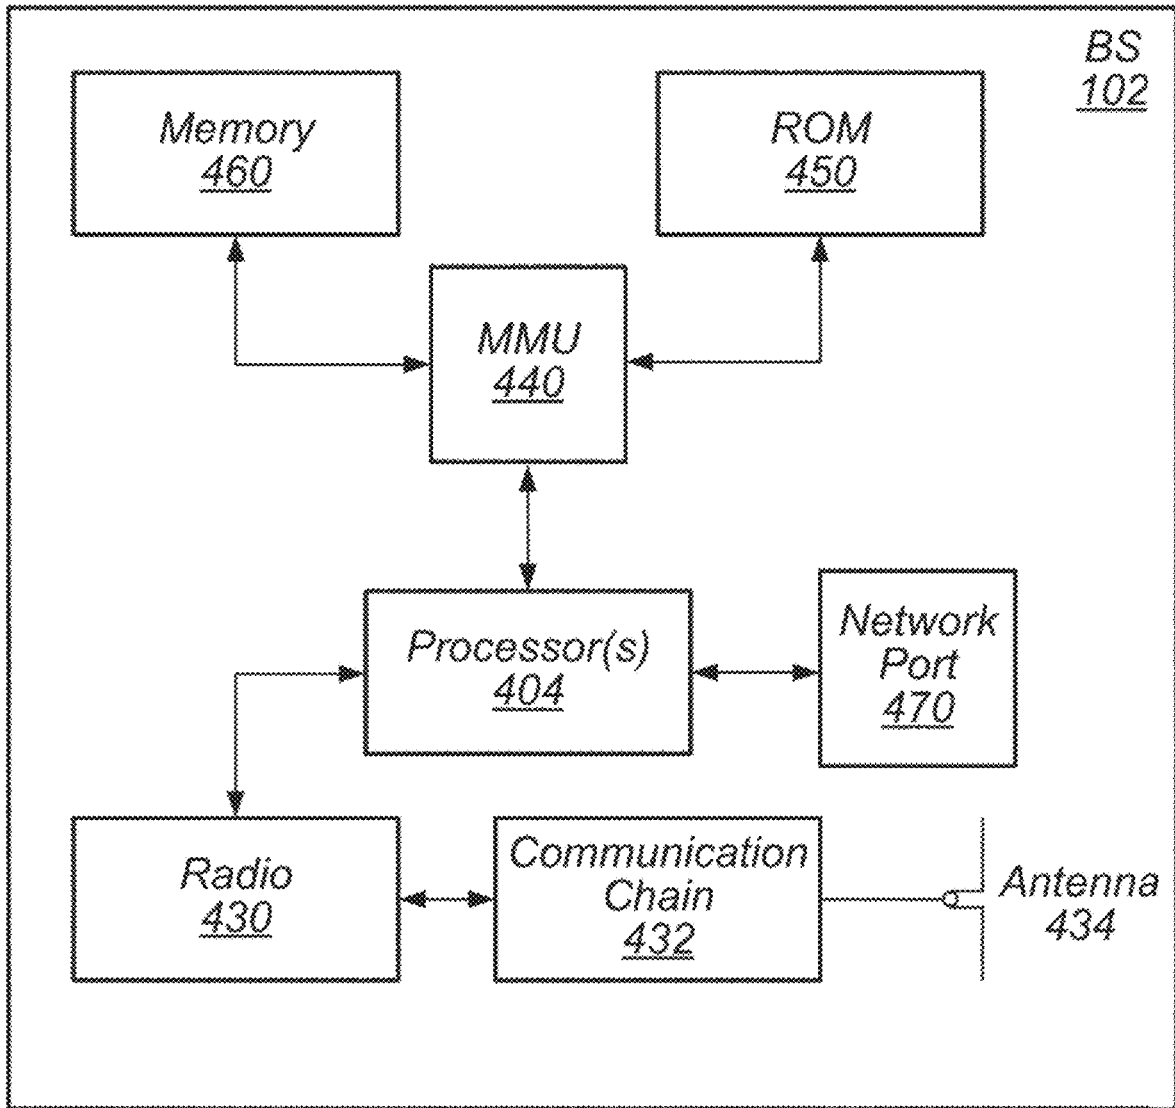 BS
102
Memory
460
ROM
450
MMU
440
Processor(s)
404
Network
Port
470
Radio
430
Communication
Chain
432
Antenna
434